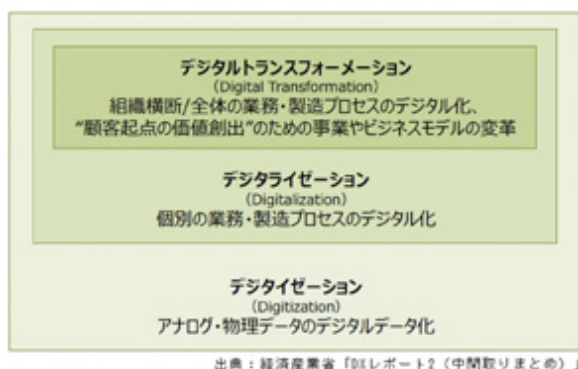 デジタルトランスフォーメーション
(Digital Transformation)
組織横断/全体の業務・製造プロセスのデジタル化、
“顧客起点の価値創出”のための事業やビジネスモデルの変革
デジタライゼーション
(Digitalization)
個別の業務・製造プロセスのデジタル化
デジタイゼーション
(Digitization)
アナログ・物理データのデジタルデータ化
出典：経済産業省「DXレポート2（中間取りまとめ）」